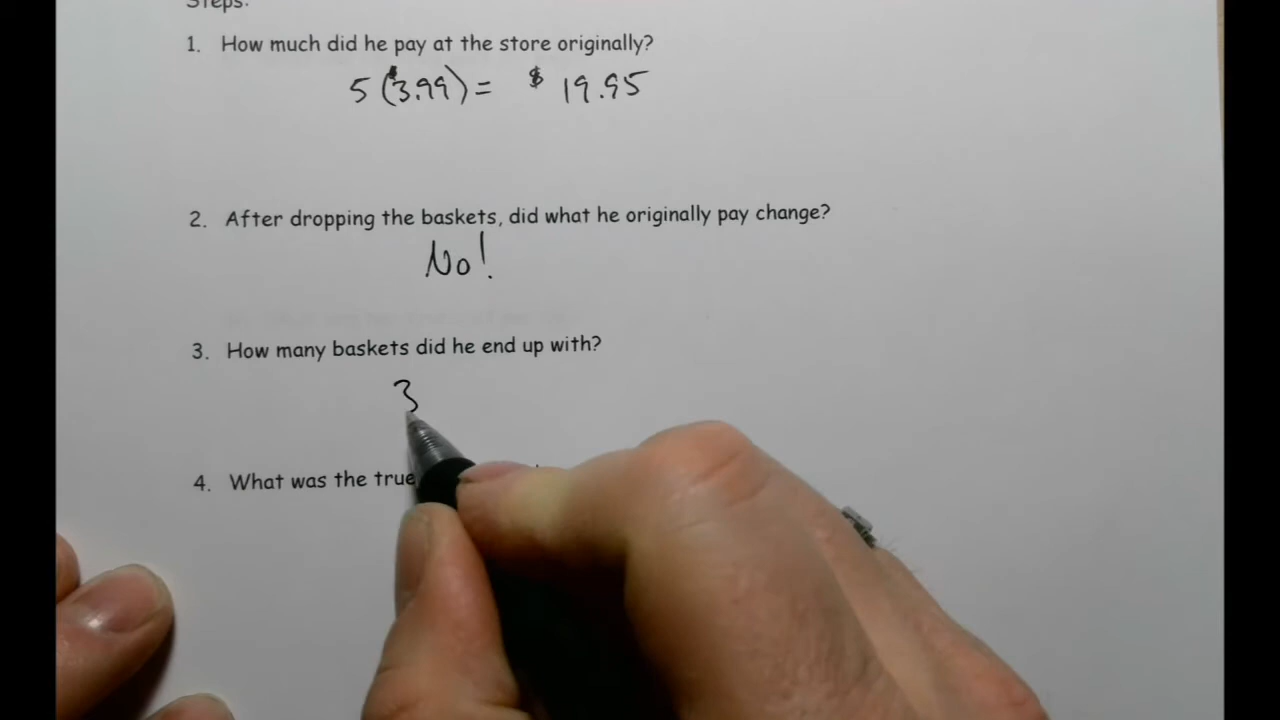 Steps:
1. How much did he pay at the store originally?
5 ($3.99) = $ 19.95
2. After dropping the baskets, did what he originally pay change?
No!
3. How many baskets did he end up with?
3
4. What was the true